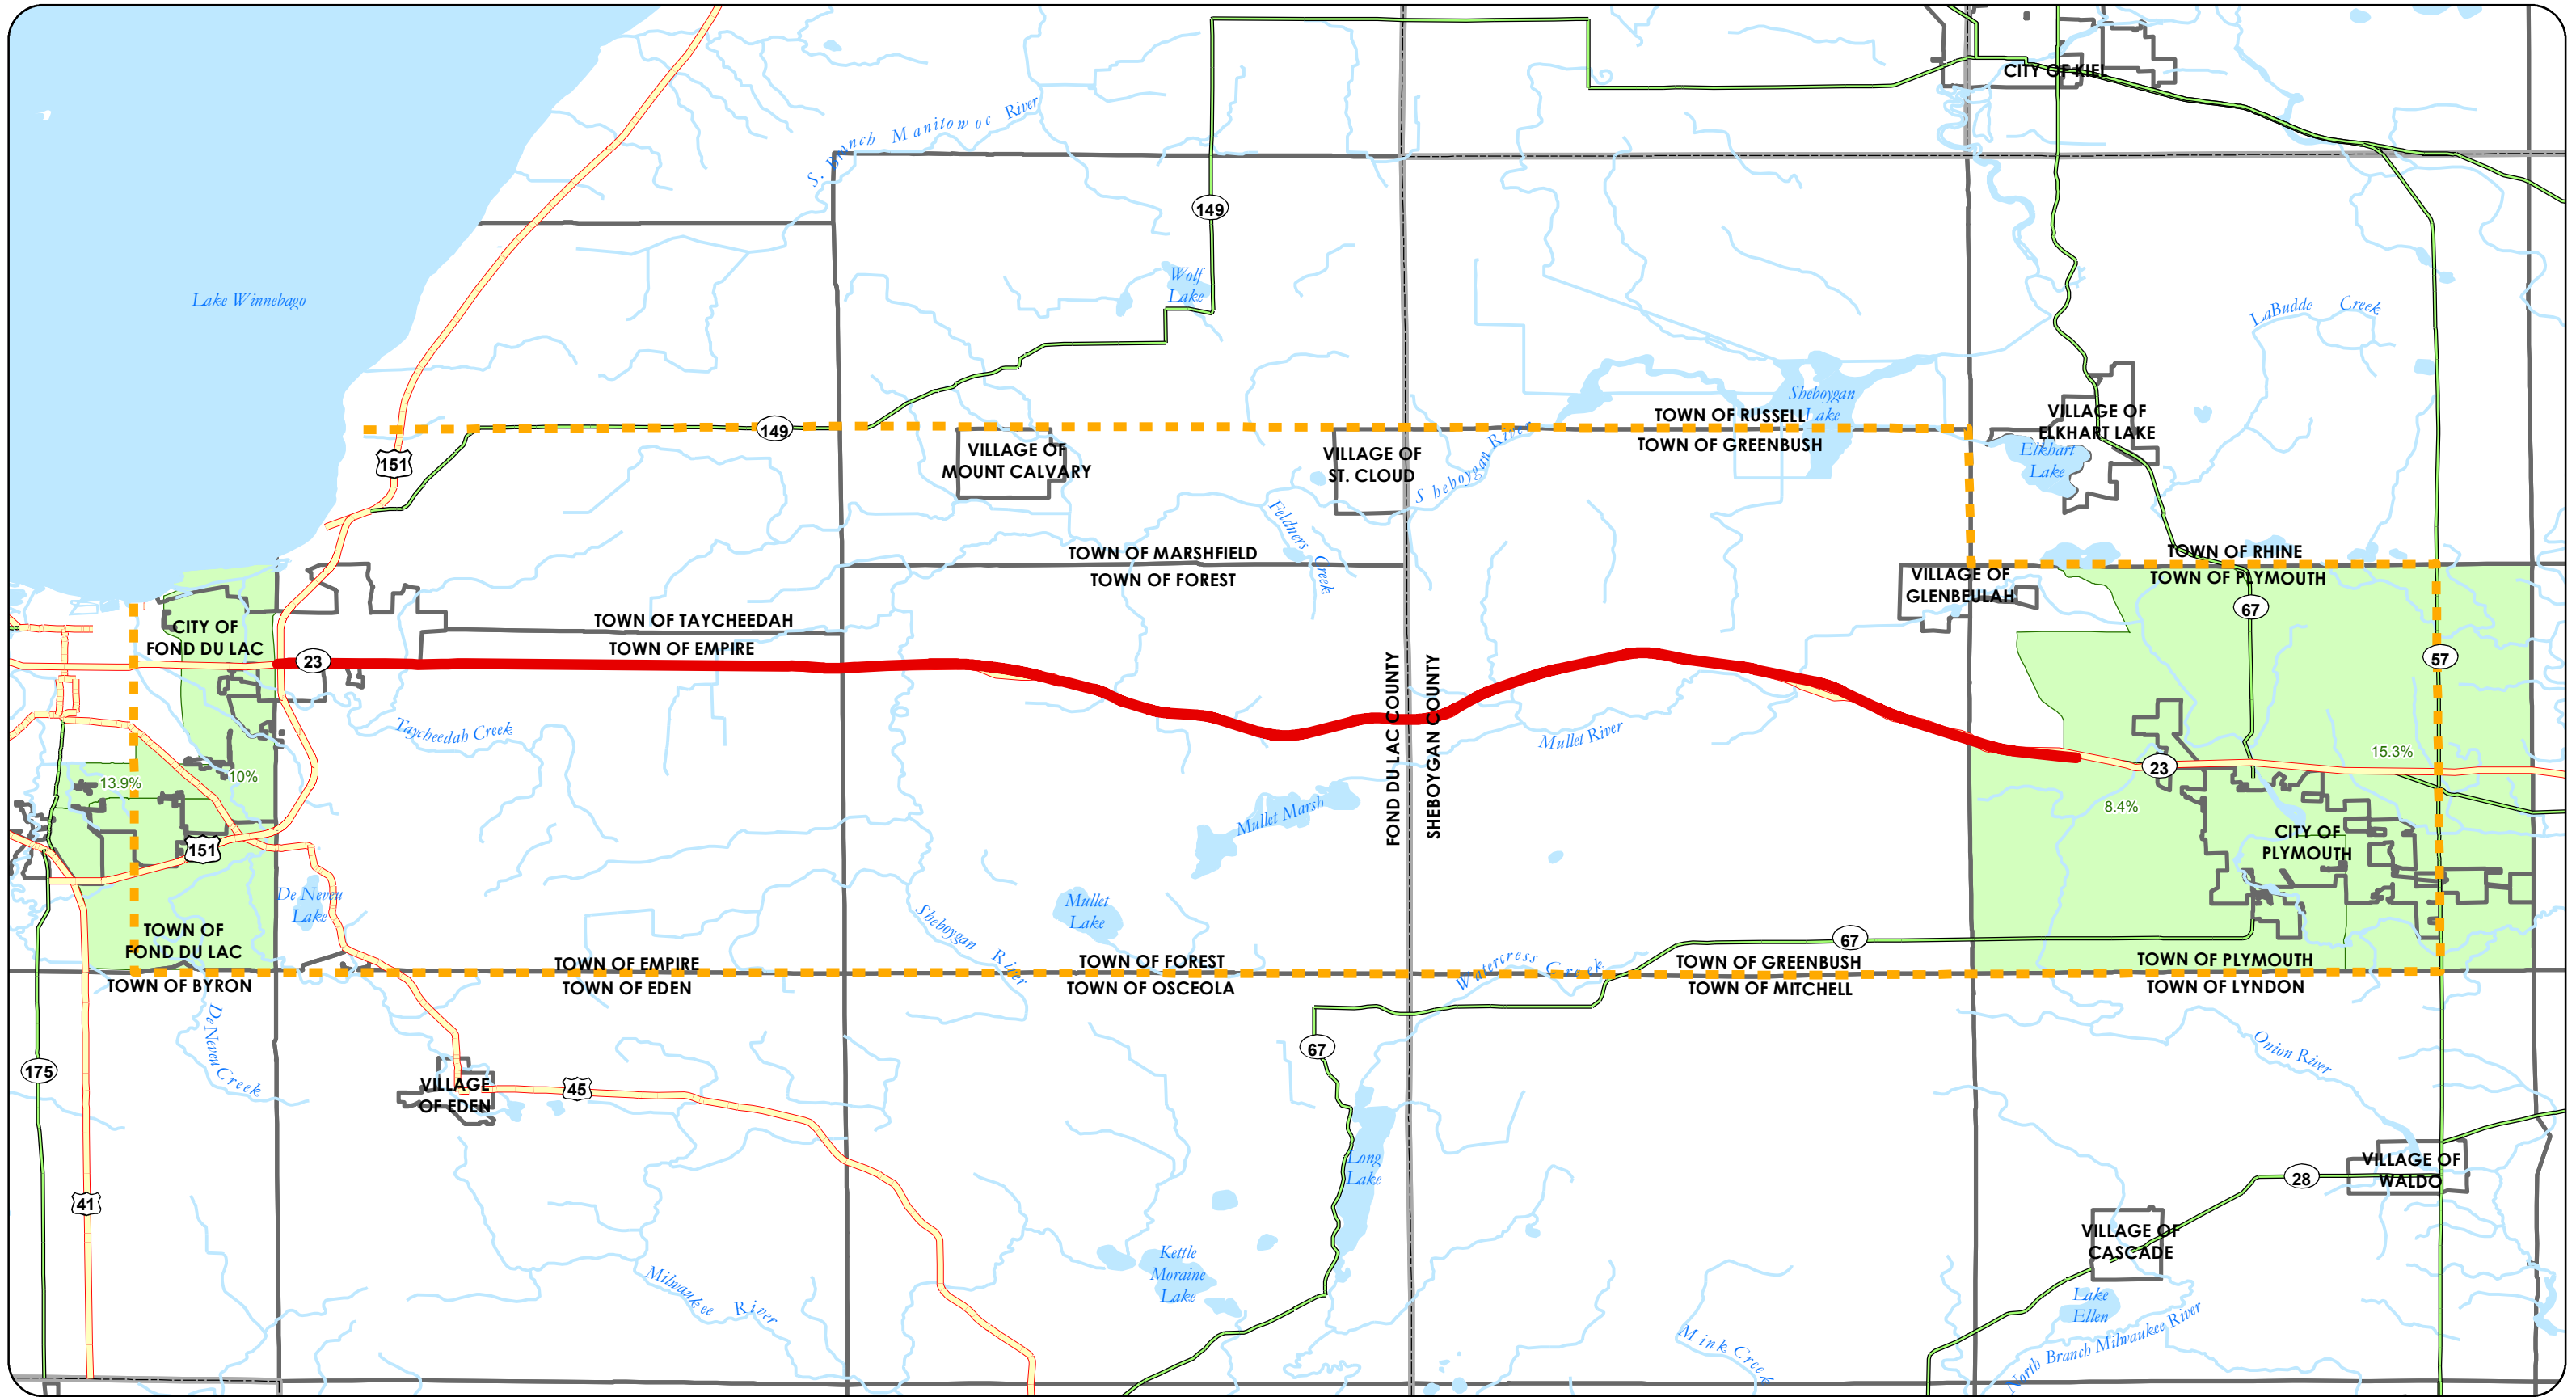 CITY OF KIEL
S. Branch Manitowoc River
149
Wolf
Lake
Lake Winnebago
LaBudde Creek
Sheboygan
Lake
TOWN OF RUSSELL
TOWN OF GREENBUSH
VILLAGE OF
ELKHART LAKE
Elkhart
Lake
149
151
VILLAGE OF
MOUNT CALVARY
VILLAGE OF
ST. CLOUD
Sheboygan River
Feldners Creek
TOWN OF MARSHFIELD
TOWN OF FOREST
TOWN OF RHINE
TOWN OF PLYMOUTH
VILLAGE OF
GLENBEULAH
67
CITY OF
FOND DU LAC
TOWN OF TAYCHEEDAH
TOWN OF EMPIRE
23
57
FOND DU LAC COUNTY
SHEBOYGAN COUNTY
Taycheedah Creek
Mullet River
23
15.3%
13.9%
10%
8.4%
Mullet Marsh
151
CITY OF
PLYMOUTH
De Neveu
Lake
Mullet
Lake
Sheboygan River
TOWN OF
FOND DU LAC
TOWN OF BYRON
67
TOWN OF EMPIRE
TOWN OF EDEN
TOWN OF FOREST
TOWN OF OSCEOLA
Watercress Creek
TOWN OF GREENBUSH
TOWN OF MITCHELL
TOWN OF PLYMOUTH
TOWN OF LYNDON
DeNeveu Creek
67
Onion River
175
VILLAGE
OF EDEN
45
Long
Lake
VILLAGE OF
WALDO
28
41
VILLAGE OF
CASCADE
Kettle
Moraine
Lake
Milwaukee River
Lake
Ellen
Mink Creek
North Branch Milwaukee River